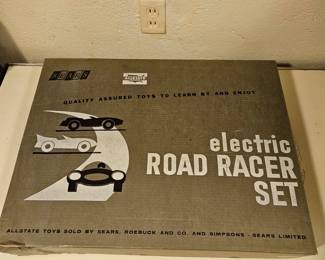 SEARS
QUALITY ASSURED TOYS TO LEARN BY AND ENJOY
electric
ROAD RACER
SET
ALLSTATE TOYS SOLD BY SEARS, ROEBUCK AND CO. AND SIMPSONS - SEARS LIMITED